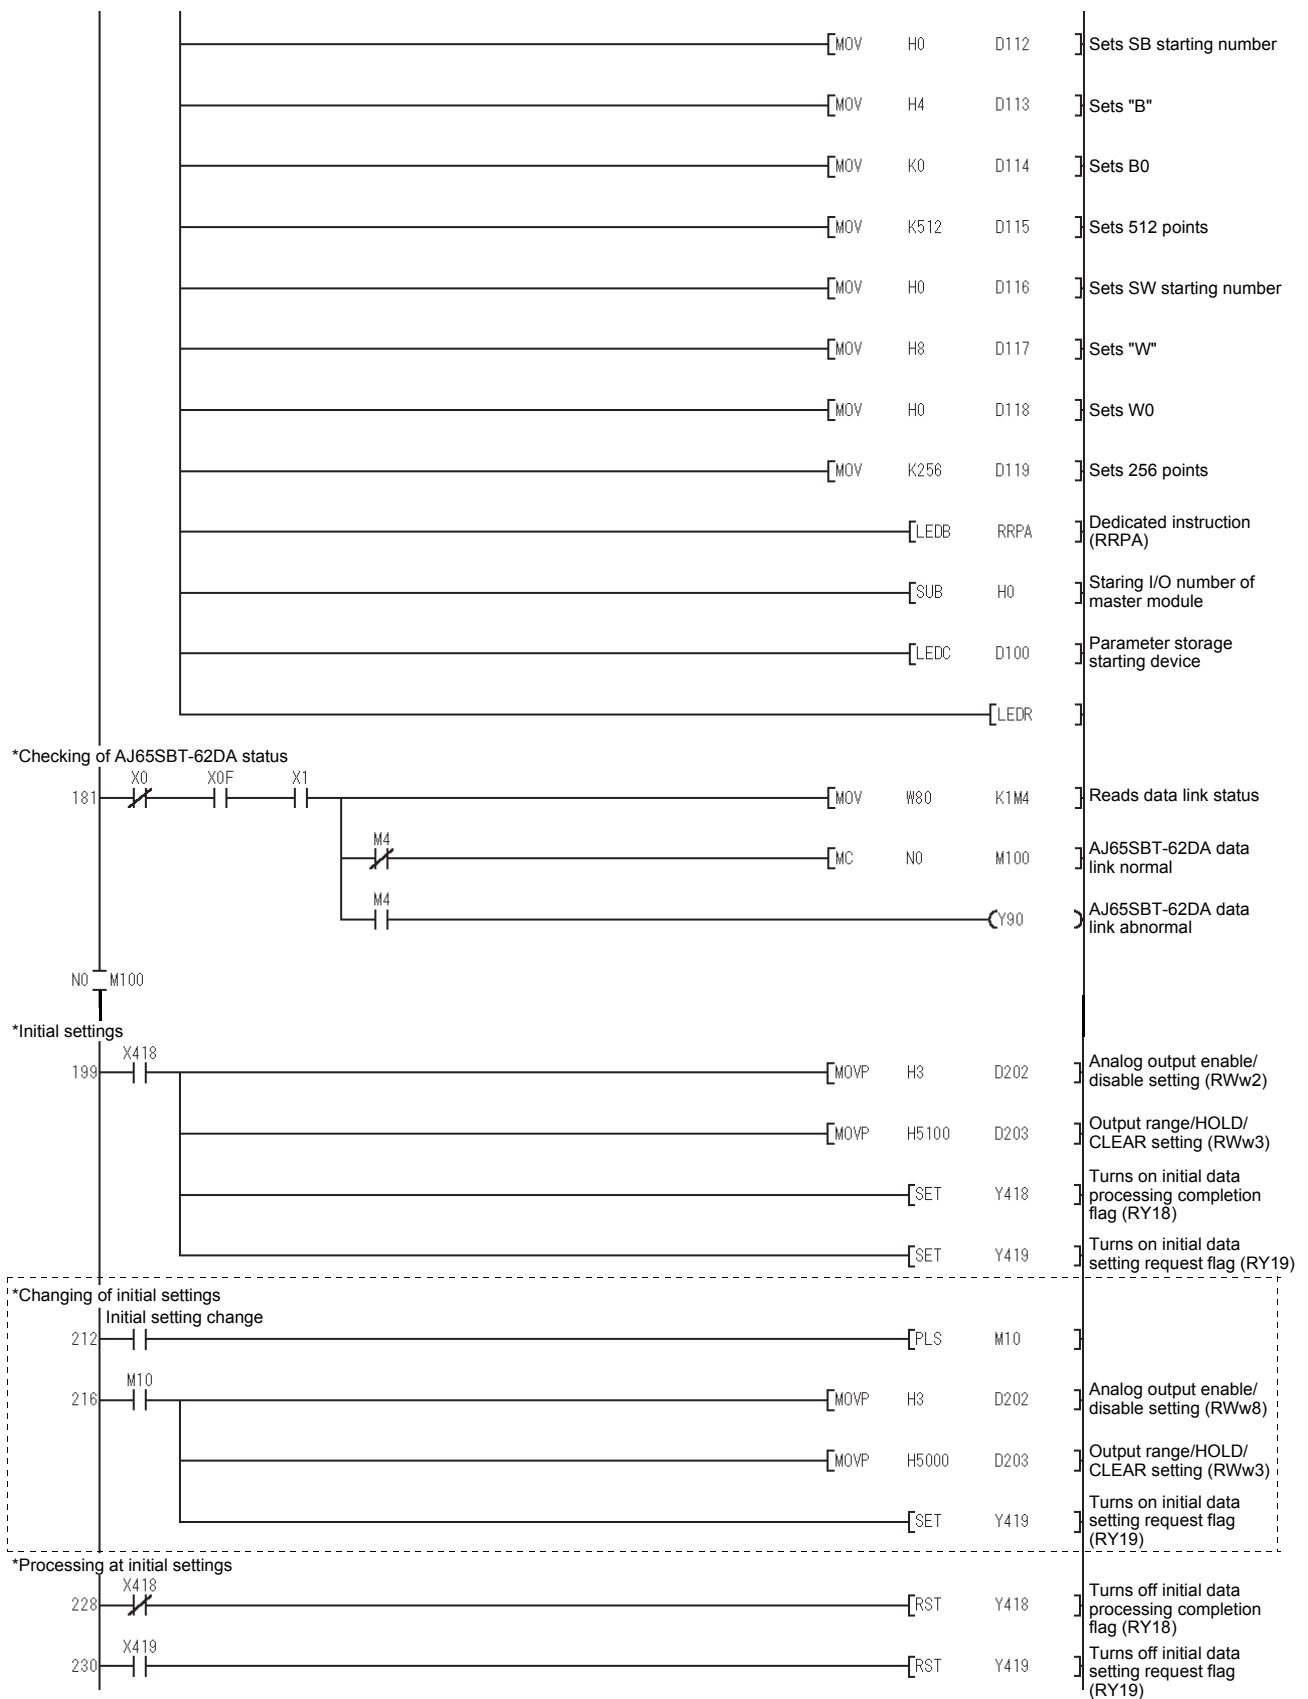 MOV H0 D112 Sets SB starting number
MOV H4 D113 Sets "B"
MOV K0 D114 Sets B0
MOV K512 D115 Sets 512 points
MOV H0 D116 Sets SW starting number
MOV H8 D117 Sets "W"
MOV H0 D118 Sets W0
MOV K256 D119 Sets 256 points
LEDB RRPA Dedicated instruction
(RRPA)
SUB H0 Staring I/O number of
master module
LEDC D100 Parameter storage
starting device
LEDR
*Checking of AJ65SBT-62DA status
X0 X0F X1
181 MOV W80 K1M4 Reads data link status
M4
MC N0 M100 AJ65SBT-62DA data
link normal
M4
Y90 AJ65SBT-62DA data
link abnormal
N0 M100
*Initial settings
X418
199 MOVP H3 D202 Analog output enable/
disable setting (RWw2)
MOVP H5100 D203 Output range/HOLD/
CLEAR setting (RWw3)
SET Y418 Turns on initial data
processing completion
flag (RY18)
SET Y419 Turns on initial data
setting request flag (RY19)
*Changing of initial settings
Initial setting change
212 PLS M10
M10
216 MOVP H3 D202 Analog output enable/
disable setting (RWw8)
MOVP H5000 D203 Output range/HOLD/
CLEAR setting (RWw3)
SET Y419 Turns on initial data
setting request flag
(RY19)
*Processing at initial settings
X418
228 RST Y418 Turns off initial data
processing completion
flag (RY18)
X419
230 RST Y419 Turns off initial data
setting request flag
(RY19)